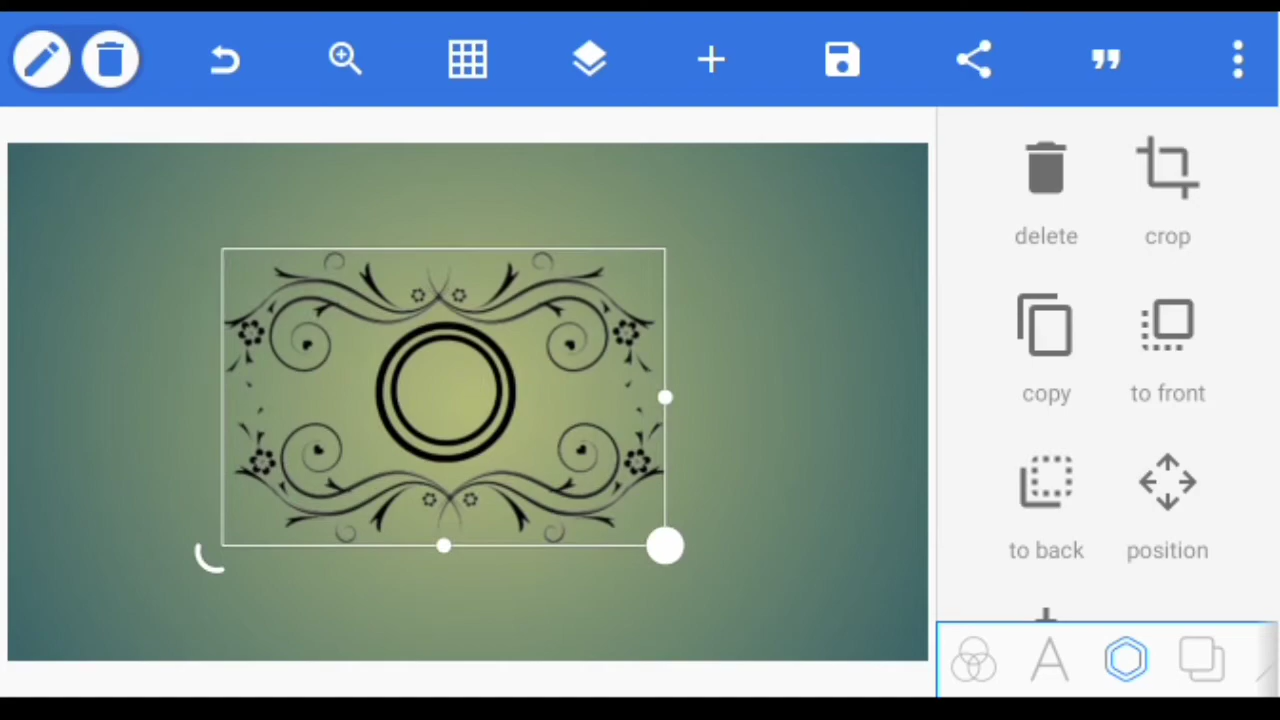 delete
crop
copy
to front
to back
position